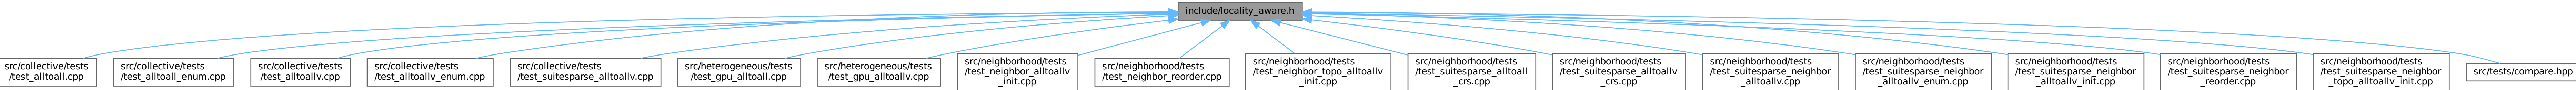 include/locality_aware.h
src/collective/tests
/test_alltoall.cpp
src/collective/tests
/test_alltoall_enum.cpp
src/collective/tests
/test_alltoallv.cpp
src/collective/tests
/test_alltoallv_enum.cpp
src/collective/tests
/test_suitesparse_alltoallv.cpp
src/heterogeneous/tests
/test_gpu_alltoall.cpp
src/heterogeneous/tests
/test_gpu_alltoallv.cpp
src/neighborhood/tests
/test_neighbor_alltoallv
_init.cpp
src/neighborhood/tests
/test_neighbor_reorder.cpp
src/neighborhood/tests
/test_neighbor_topo_alltoallv
_init.cpp
src/neighborhood/tests
/test_suitesparse_alltoall
_crs.cpp
src/neighborhood/tests
/test_suitesparse_alltoallv
_crs.cpp
src/neighborhood/tests
/test_suitesparse_neighbor
_alltoallv.cpp
src/neighborhood/tests
/test_suitesparse_neighbor
_alltoallv_enum.cpp
src/neighborhood/tests
/test_suitesparse_neighbor
_alltoallv_init.cpp
src/neighborhood/tests
/test_suitesparse_neighbor
_reorder.cpp
src/neighborhood/tests
/test_suitesparse_neighbor
_topo_alltoallv_init.cpp
src/tests/compare.hpp